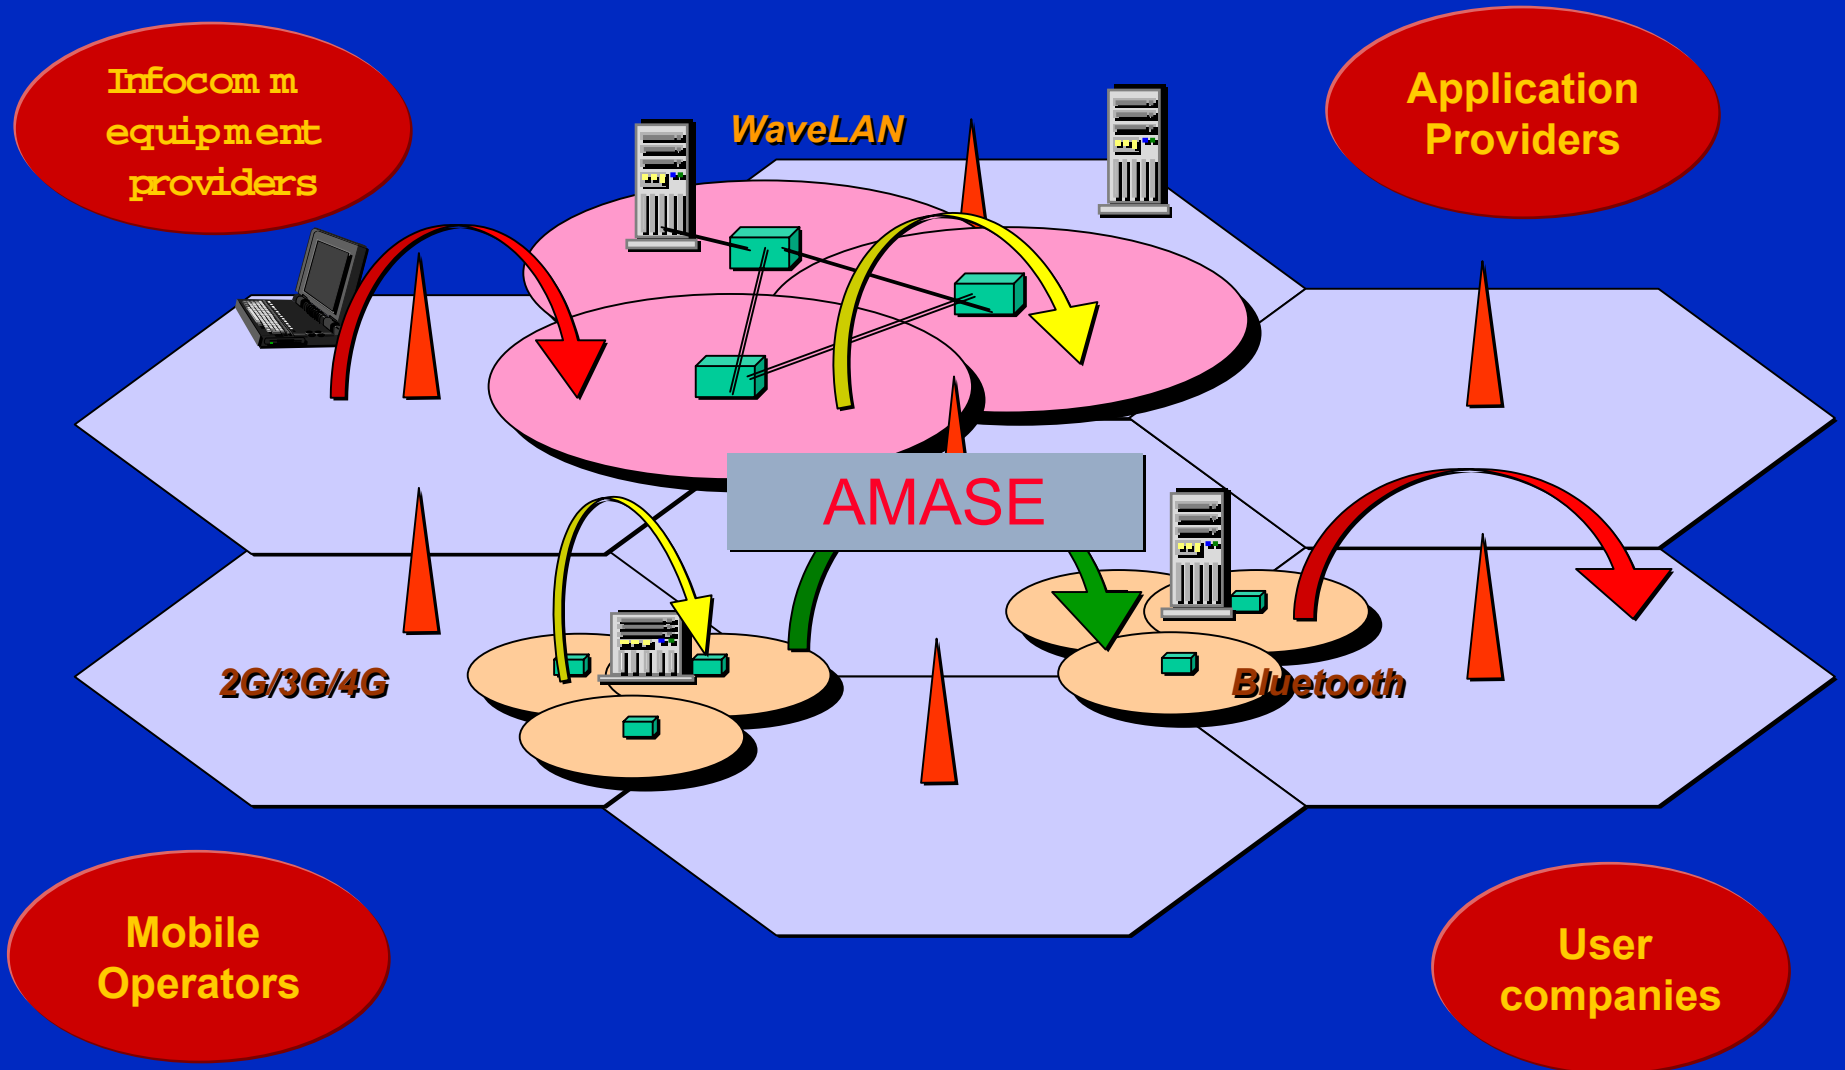 Infocomm
equipment
providers
Application
Providers
WaveLAN
AMASE
2G/3G/4G
Bluetooth
Mobile
Operators
User
companies